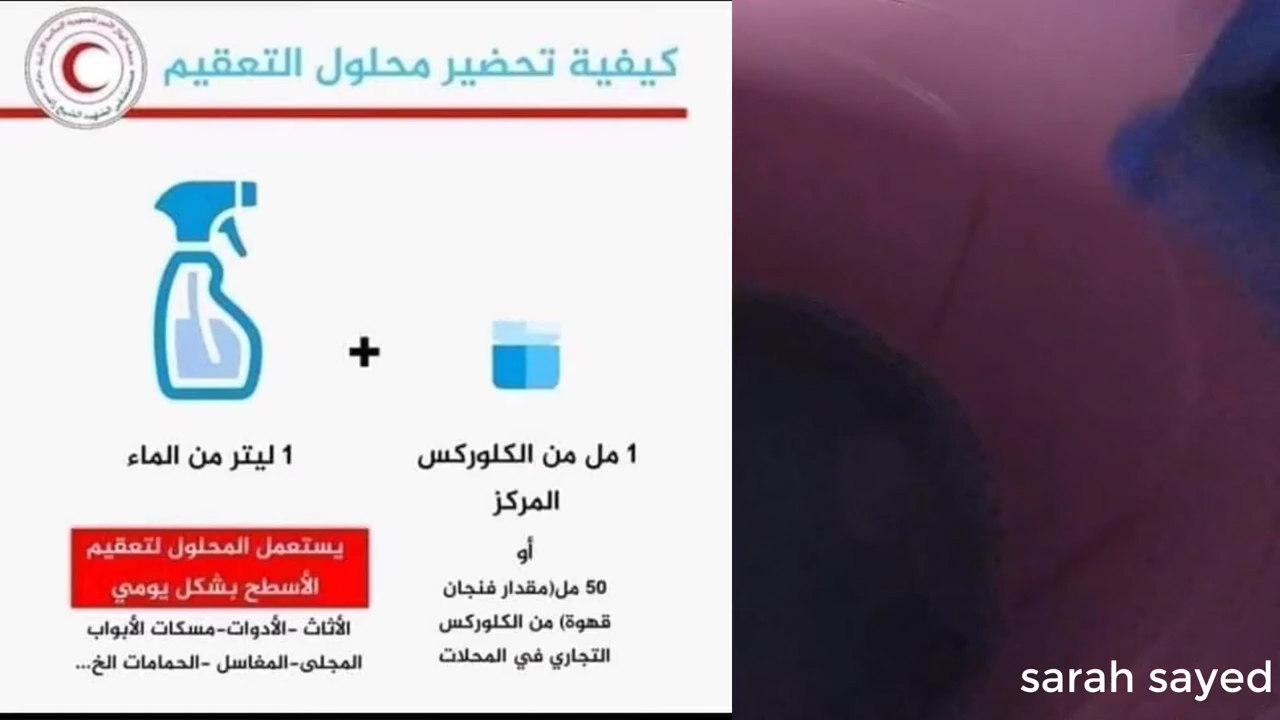 كيفية تحضير محلول التعقيم
+
1 مل من الكلوركس
المركز
أو
50 مل(مقدار فنجان
قهوة) من الكلوركس
التجاري في المحلات
1 ليتر من الماء
يستعمل المحلول لتعقيم
الأسطح بشكل يومي
الأثاث -الأدوات-مسكات الأبواب
المجلى-المغاسل -الحمامات الخ...
sarah sayed